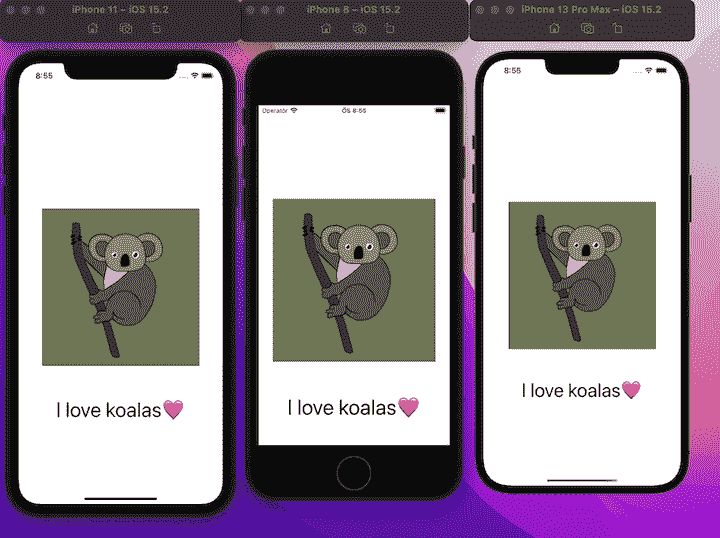 iPhone 11 – iOS 15.2
iPhone 8 – iOS 15.2
iPhone 13 Pro Max – iOS 15.2
8:55
Operatör
ÖS 8:55
8:55
I love koalas🩷
I love koalas🩷
I love koalas🩷